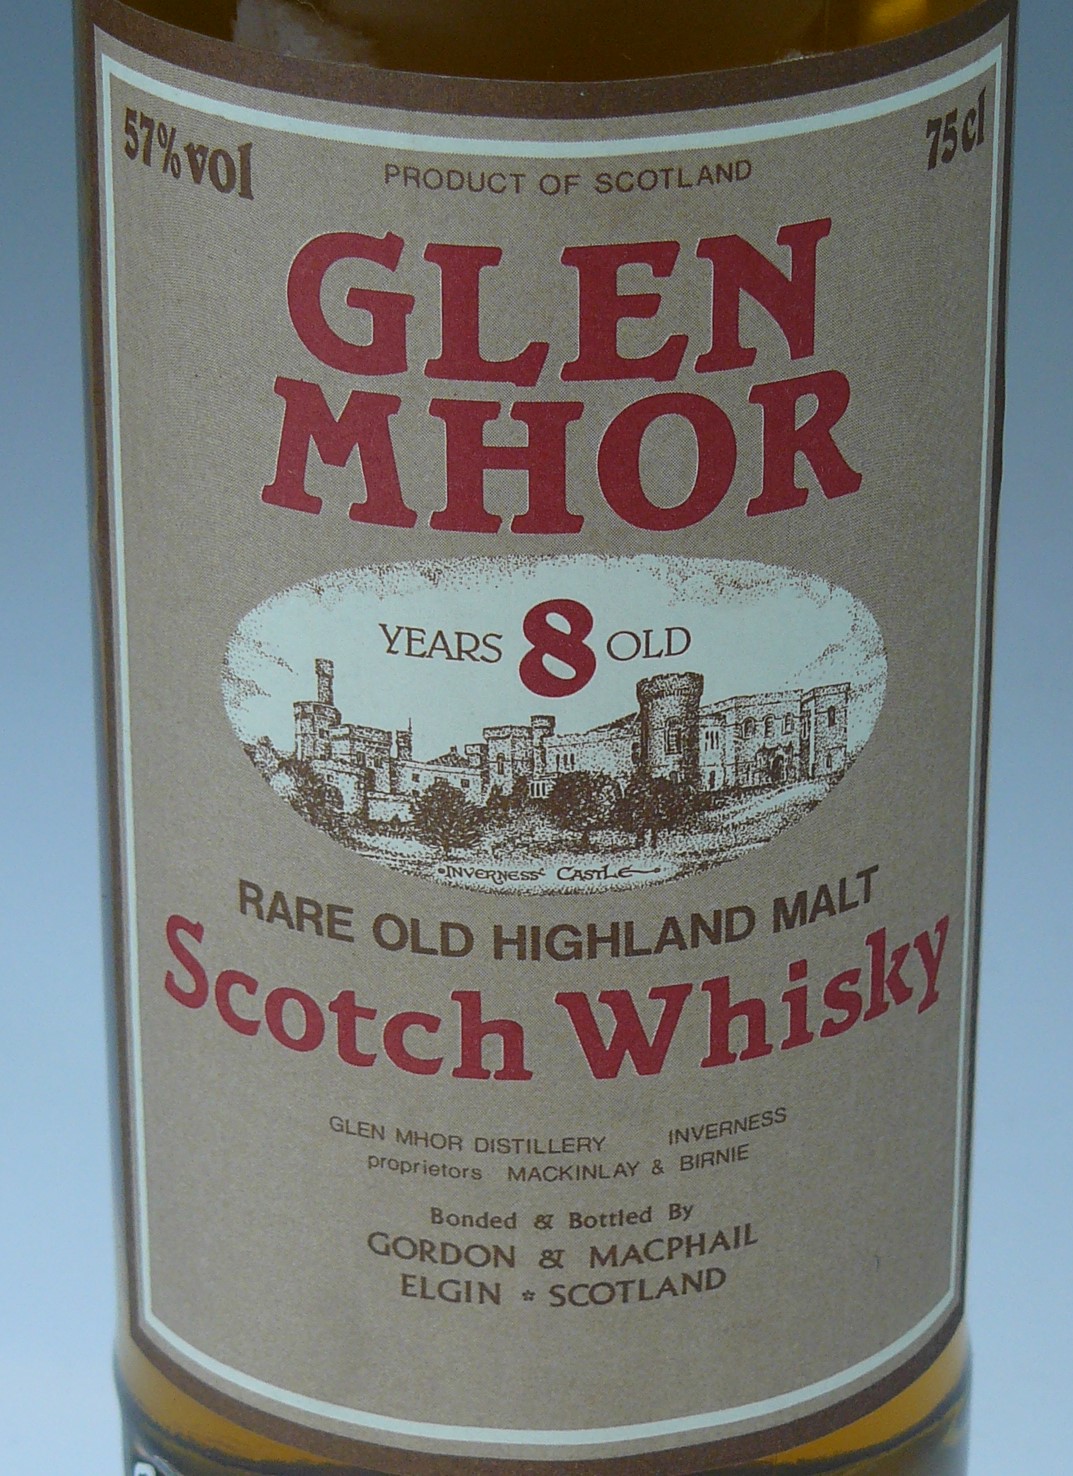 57% vol
75cl
PRODUCT OF SCOTLAND
GLEN
MHOR
YEARS 8 OLD
INVERNESS CASTLE
RARE OLD HIGHLAND MALT
Scotch Whisky
GLEN MHOR DISTILLERY INVERNESS
proprietors MACKINLAY & BIRNIE
Bonded & Bottled By
GORDON & MACPHAIL
ELGIN * SCOTLAND